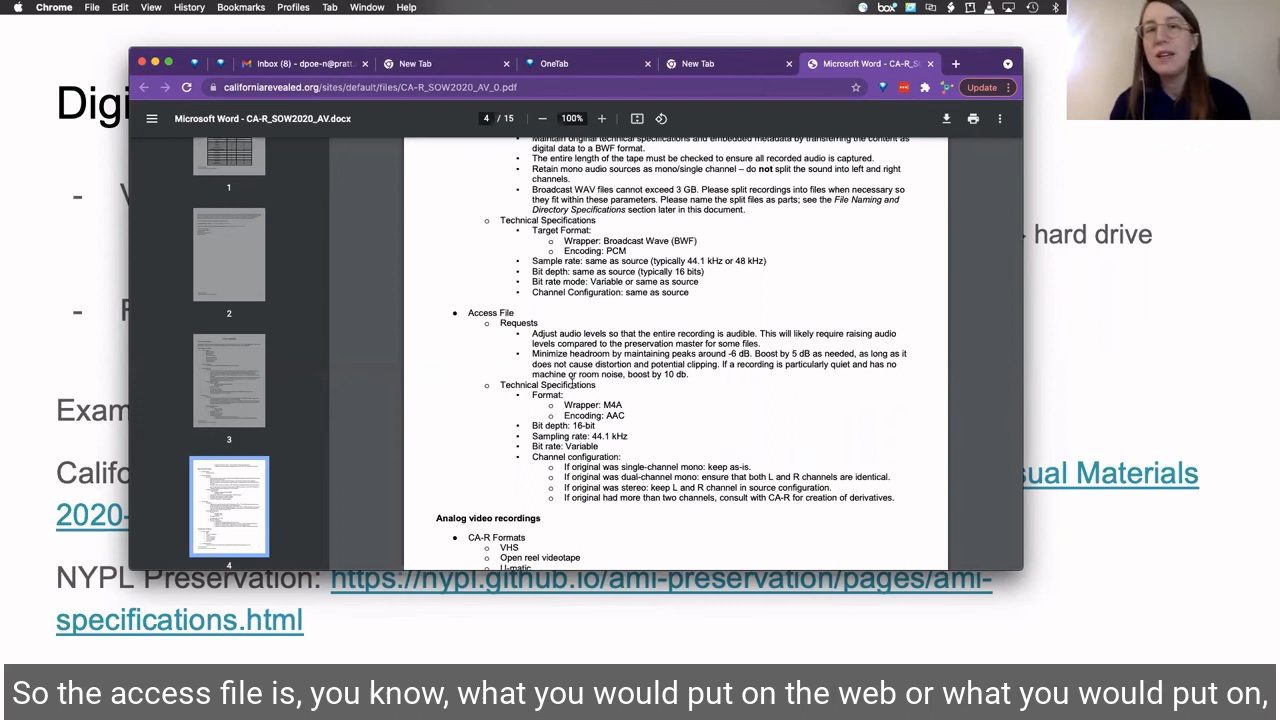 Chrome File Edit View History Bookmarks Profiles Tab Window Help
box
Inbox (8) - dpoe-n@pratt.
New Tab
OneTab
New Tab
Microsoft Word - CA-R_S
californiarevealed.org/sites/default/files/CA-R_SOW2020_AV_0.pdf
Update
Microsoft Word - CA-R_SOW2020_AV.docx
4 / 15
100%
Digi
- V
hard drive
- F
Exam
Califo
sual Materials
2020-
NYPL Preservation: https://nypl.github.io/ami-preservation/pages/ami-
specifications.html
1
2
3
4
Maintain original technical specifications and embedded metadata by transferring the content as
digital data to a BWF format.
• The entire length of the tape must be checked to ensure all recorded audio is captured.
• Retain mono audio sources as mono/single channel – do not split the sound into left and right
channels.
• Broadcast WAV files cannot exceed 3 GB. Please split recordings into files when necessary so
they fit within these parameters. Please name the split files as parts; see the File Naming and
Directory Specifications section later in this document.
o Technical Specifications
• Target Format:
o Wrapper: Broadcast Wave (BWF)
o Encoding: PCM
• Sample rate: same as source (typically 44.1 kHz or 48 kHz)
• Bit depth: same as source (typically 16 bits)
• Bit rate mode: Variable or same as source
• Channel Configuration: same as source
● Access File
o Requests
• Adjust audio levels so that the entire recording is audible. This will likely require raising audio
levels compared to the preservation master for some files.
• Minimize headroom by maintaining peaks around -6 dB. Boost by 5 dB as needed, as long as it
does not cause distortion and potential clipping. If a recording is particularly quiet and has no
machine or room noise, boost by 10 db.
o Technical Specifications
• Format:
o Wrapper: M4A
o Encoding: AAC
• Bit depth: 16-bit
• Sampling rate: 44.1 kHz
• Bit rate: Variable
• Channel configuration:
o If original was single-channel mono: keep as-is.
o If original was dual-channel mono: ensure that both L and R channels are identical.
o If original was stereo: keep L and R channel in source configuration.
o If original had more than two channels, consult with CA-R for creation of derivatives.
Analog video recordings
● CA-R Formats
o VHS
o Open reel videotape
o U-matic
So the access file is, you know, what you would put on the web or what you would put on,